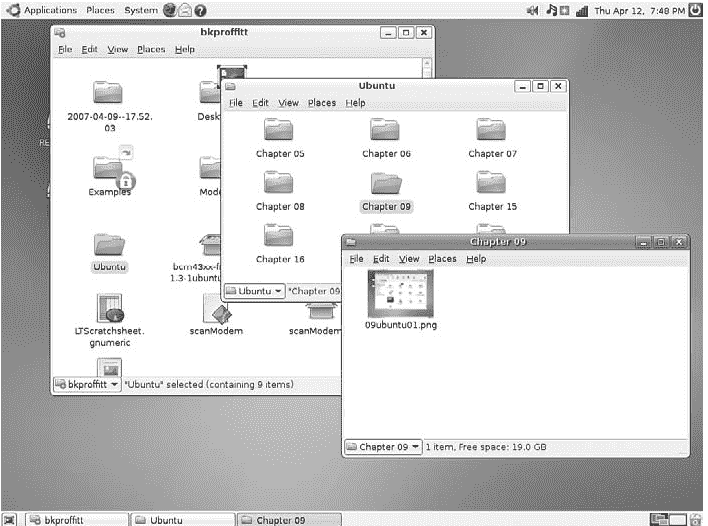 Applications Places System
Thu Apr 12, 7:48 PM
bkproffitt
File Edit View Places Help
2007-04-09--17.52.
03
Examples
Ubuntu
LTScratchsheet.
gnumeric
scanModem
scanModem
"Ubuntu" selected (containing 9 items)
bkproffitt
Ubuntu
File Edit View Places Help
Chapter 05
Chapter 06
Chapter 07
Chapter 08
Chapter 09
Chapter 15
Chapter 16
Ubuntu
"Chapter 09
Chapter 09
File Edit View Places Help
09ubuntu01.png
Chapter 09
1 item, Free space: 19.0 GB
bkproffitt
Ubuntu
Chapter 09